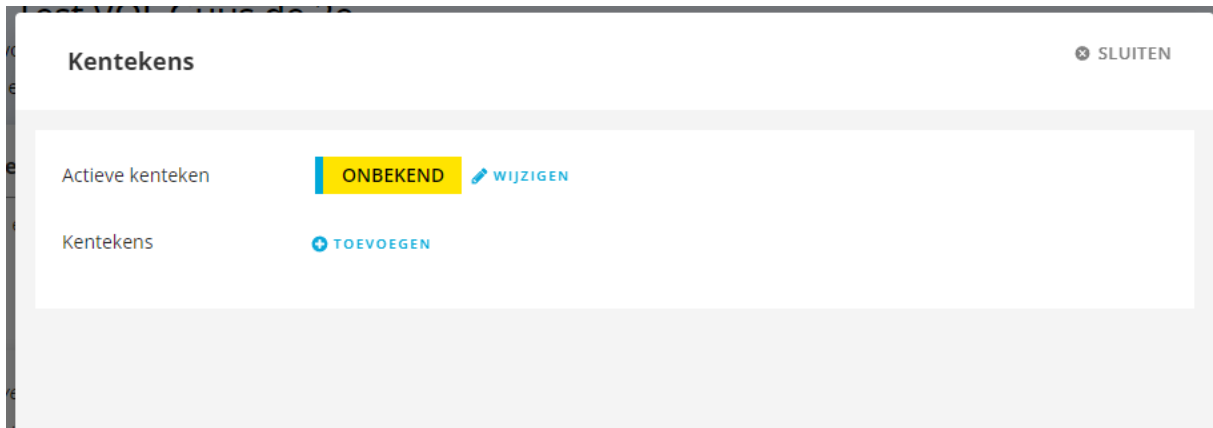 Kentekens
SLUITEN
Actieve kenteken
ONBEKEND
WIJZIGEN
Kentekens
TOEVOEGEN